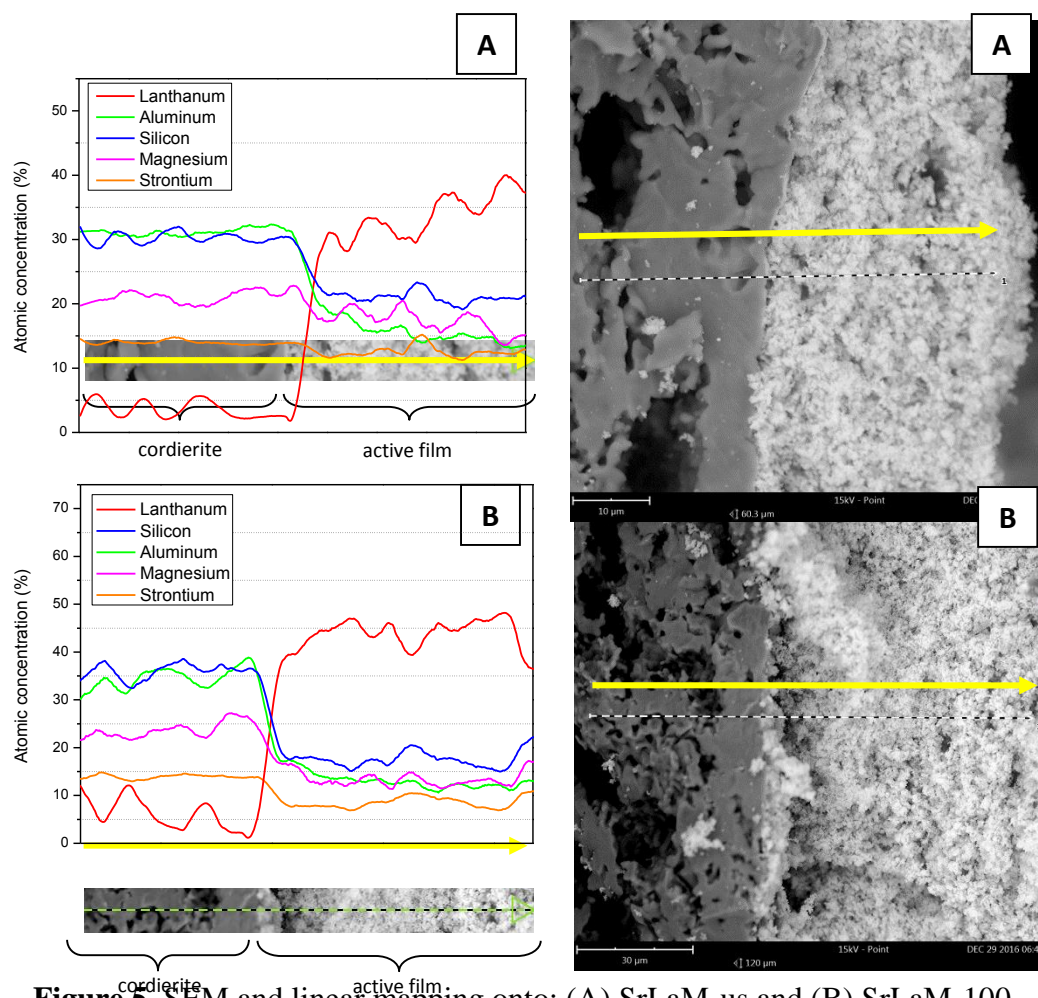 A
Lanthanum
Aluminum
Silicon
Magnesium
Strontium
Atomic concentration (%)
50
40
30
20
10
0
cordierite
active film
A
1
10 µm
60.3 µm
15kV - Point
DEC
B
Lanthanum
Silicon
Aluminum
Magnesium
Strontium
Atomic concentration (%)
70
60
50
40
30
20
10
0
cordierite
active film
B
30 µm
120 µm
15kV - Point
DEC 29 2016 06:4
Figure 5. SEM and linear mapping onto: (A) SrLaM-us and (B) SrLaM-100